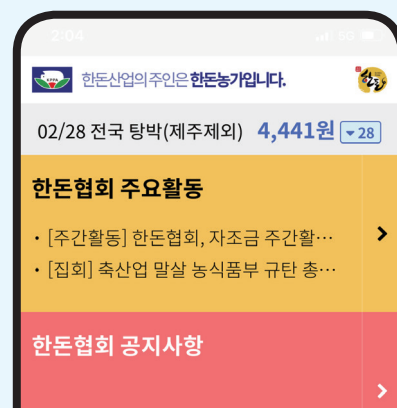 2:04 5G
KPPA 한돈산업의 주인은 한돈농가입니다. 한돈
02/28 전국 탕박(제주제외) 4,441원 ▼28
한돈협회 주요활동
• [주간활동] 한돈협회, 자조금 주간활…
• [집회] 축산업 말살 농식품부 규탄 총…
한돈협회 공지사항